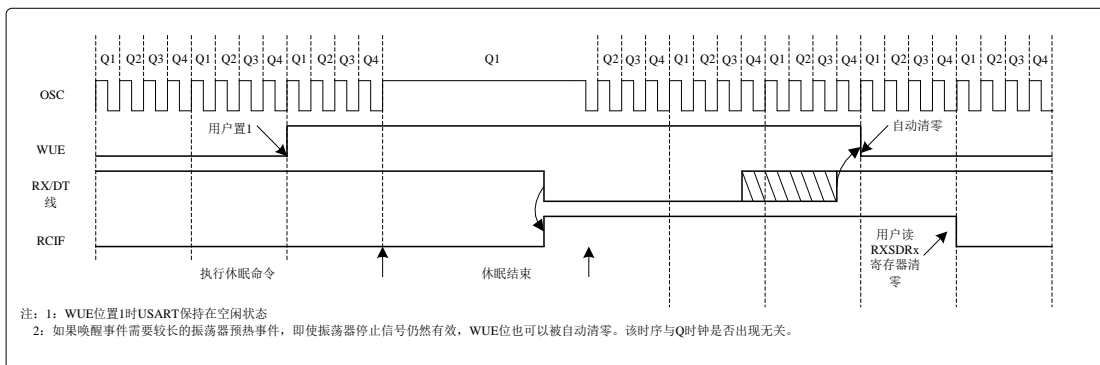 Q1 Q2 Q3 Q4 Q1 Q2 Q3 Q4 Q1 Q2 Q3 Q4 Q1 Q2 Q3 Q4 Q1 Q2 Q3 Q4 Q1 Q2 Q3 Q4 Q1 Q2 Q3 Q4 Q1 Q2 Q3 Q4
OSC
用户置1
自动清零
WUE
RX/DT
线
RCIF
用户读
RXSDRx
寄存器清
零
执行休眠命令
休眠结束
注：1：WUE位置1时USART保持在空闲状态
2：如果唤醒事件需要较长的振荡器预热事件，即使振荡器停止信号仍然有效，WUE位也可以被自动清零。该时序与Q时钟是否出现无关。